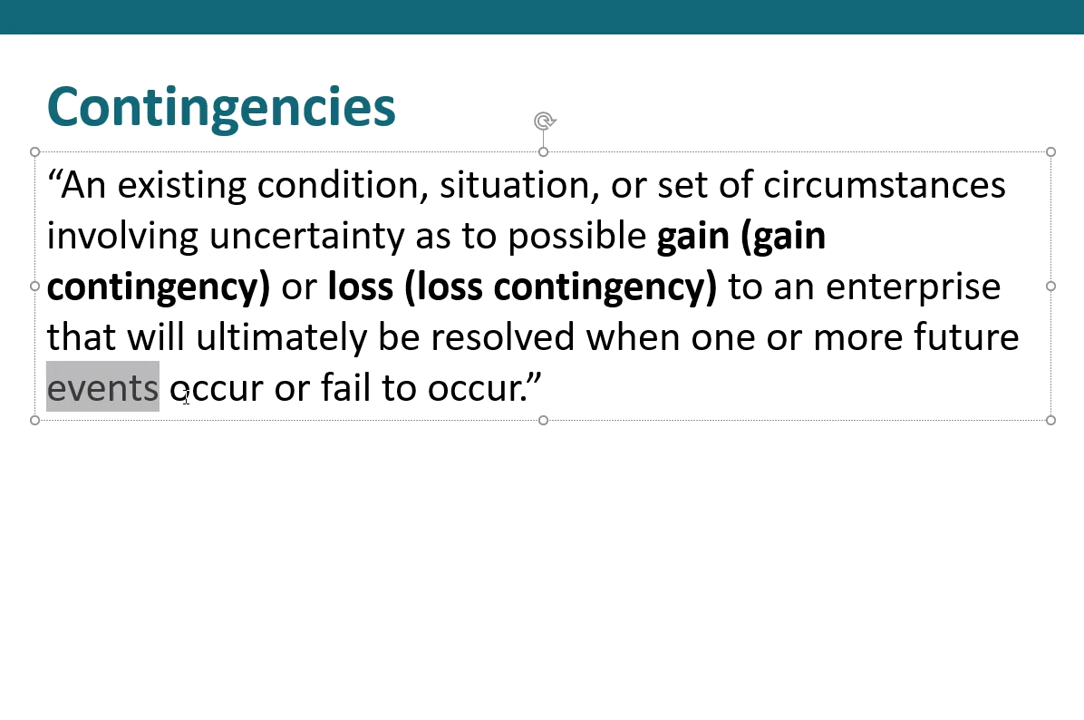 Contingencies
“An existing condition, situation, or set of circumstances
involving uncertainty as to possible gain (gain
contingency) or loss (loss contingency) to an enterprise
that will ultimately be resolved when one or more future
events occur or fail to occur.”